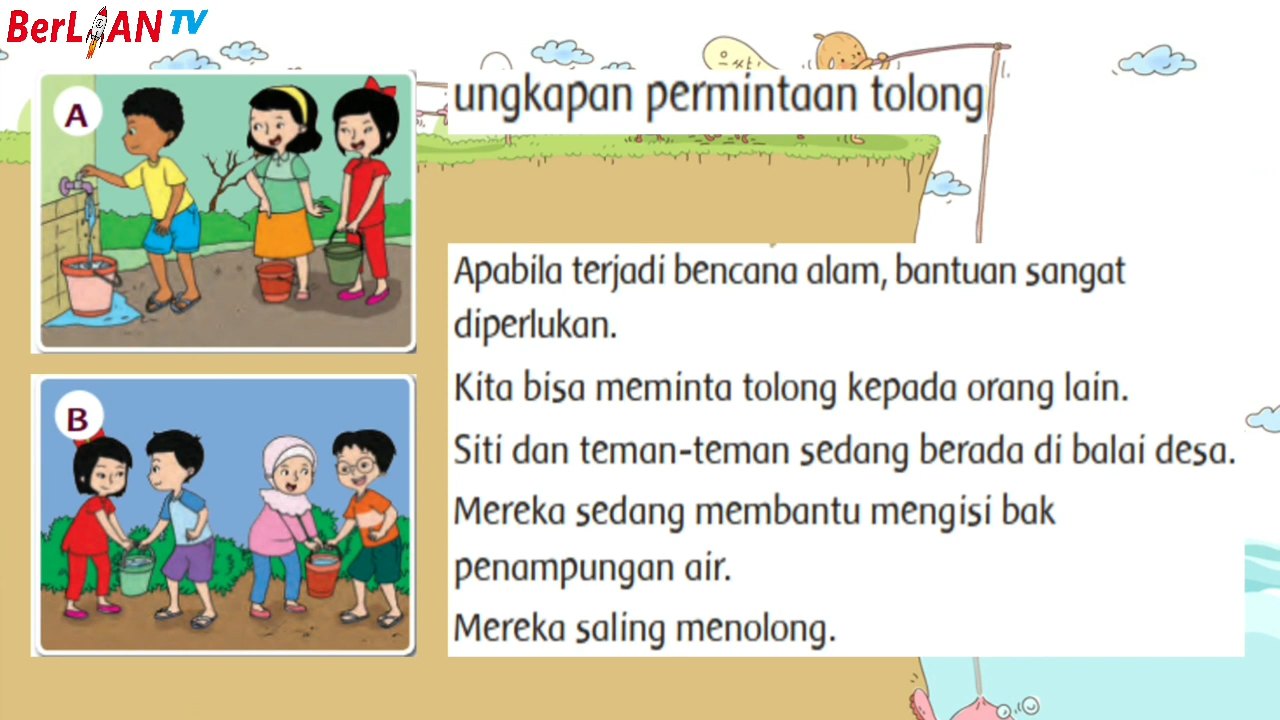 BerLIAN TV
A
ungkapan permintaan tolong
Apabila terjadi bencana alam, bantuan sangat
diperlukan.
Kita bisa meminta tolong kepada orang lain.
B
Siti dan teman-teman sedang berada di balai desa.
Mereka sedang membantu mengisi bak
penampungan air.
Mereka saling menolong.